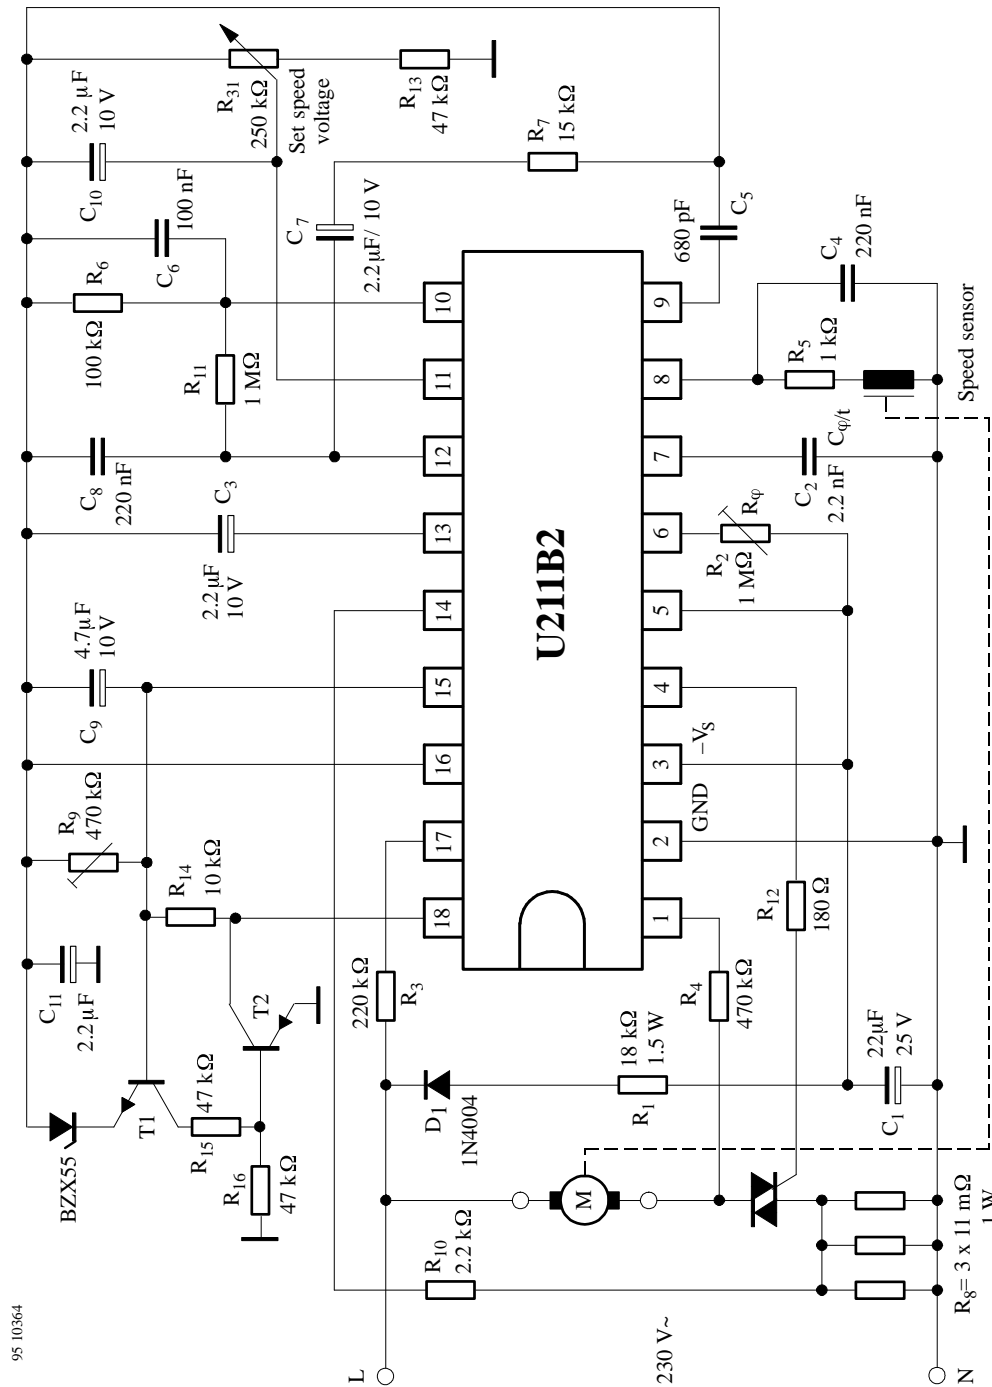 L
230 V~
N
95 10364
R10
2.2 kΩ
M
R8= 3 x 11 mΩ
1 W
BZX55
T1
R15
47 kΩ
R16
47 kΩ
T2
C11
2.2 µF
D1
1N4004
R1
18 kΩ
1.5 W
C1
22µF
25 V
220 kΩ
R3
R4
470 kΩ
R12
180 Ω
R14
10 kΩ
R9
470 kΩ
C9
4.7µF
10 V
18
17
16
15
14
13
12
11
10
U211B2
1
2
3
4
5
6
7
8
9
GND
−VS
2.2 µF
10 V
C3
C8
220 nF
R11
1 MΩ
100 kΩ
R6
C6
100 nF
C10
2.2 µF
10 V
R31
250 kΩ
Set speed
voltage
R13
47 kΩ
C7
2.2 µF/ 10 V
R7
15 kΩ
680 pF
C5
R2
1 MΩ
Rφ
C2
2.2 nF
Cφ/t
R5
1 kΩ
C4
220 nF
Speed sensor